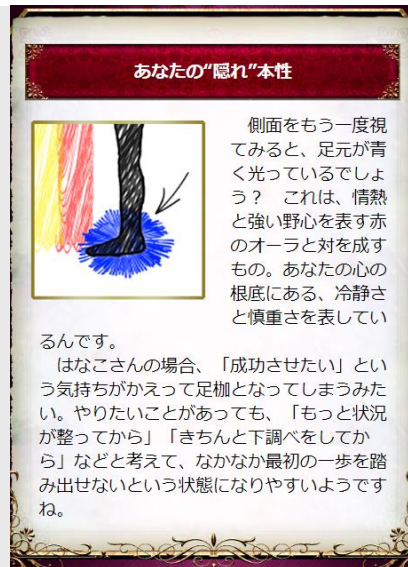 あなたの“隠れ”本性
側面をもう一度視
てみると、足元が青
く光っているでしょ
う？　これは、情熱
と強い野心を表す赤
のオーラと対を成す
もの。あなたの心の
根底にある、冷静さ
と慎重さを表してい
るんです。
はなこさんの場合、「成功させたい」とい
う気持ちがかえって足枷となってしまうみた
い。やりたいことがあっても、「もっと状況
が整ってから」「きちんと下調べをしてか
ら」などと考えて、なかなか最初の一歩を踏
み出せないという状態になりやすいようです
ね。